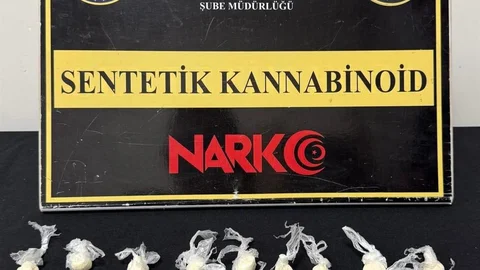 ŞUBE MÜDÜRLÜĞÜ
SENTETİK KANNABİNOİD
NARKO